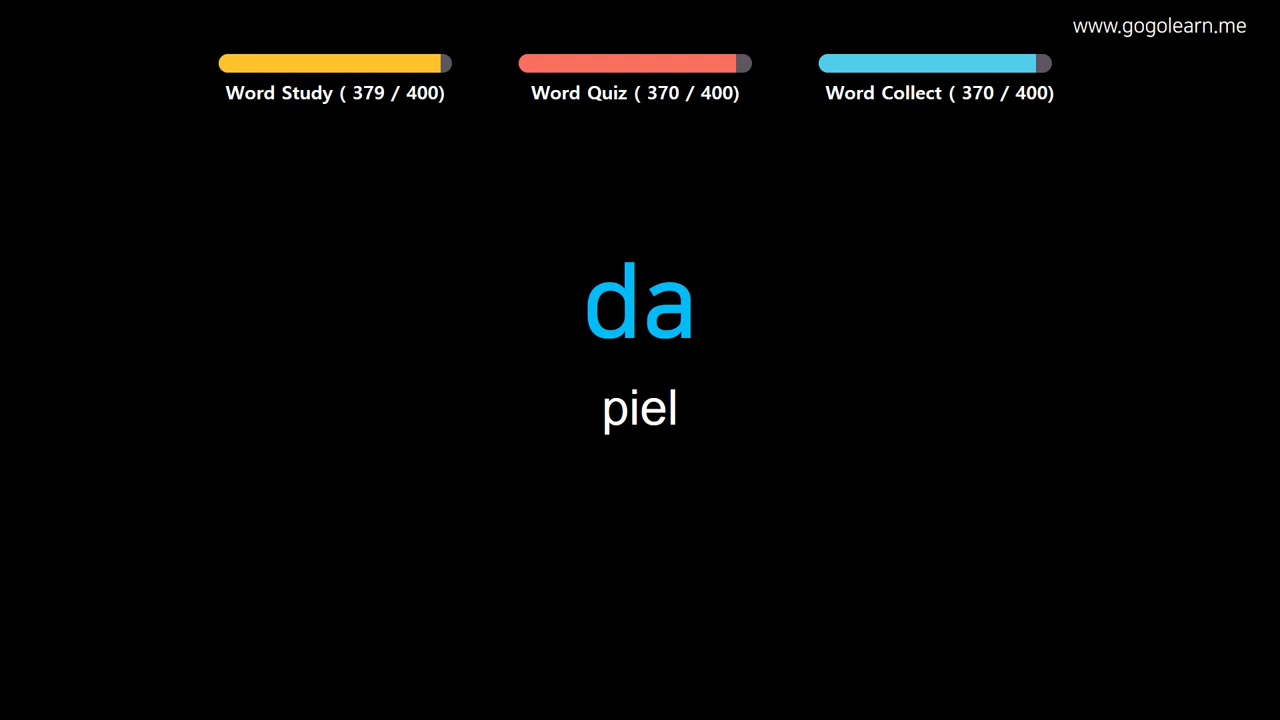 www.gogolearn.me
Word Study ( 379 / 400)
Word Quiz ( 370 / 400)
Word Collect ( 370 / 400)
da
piel